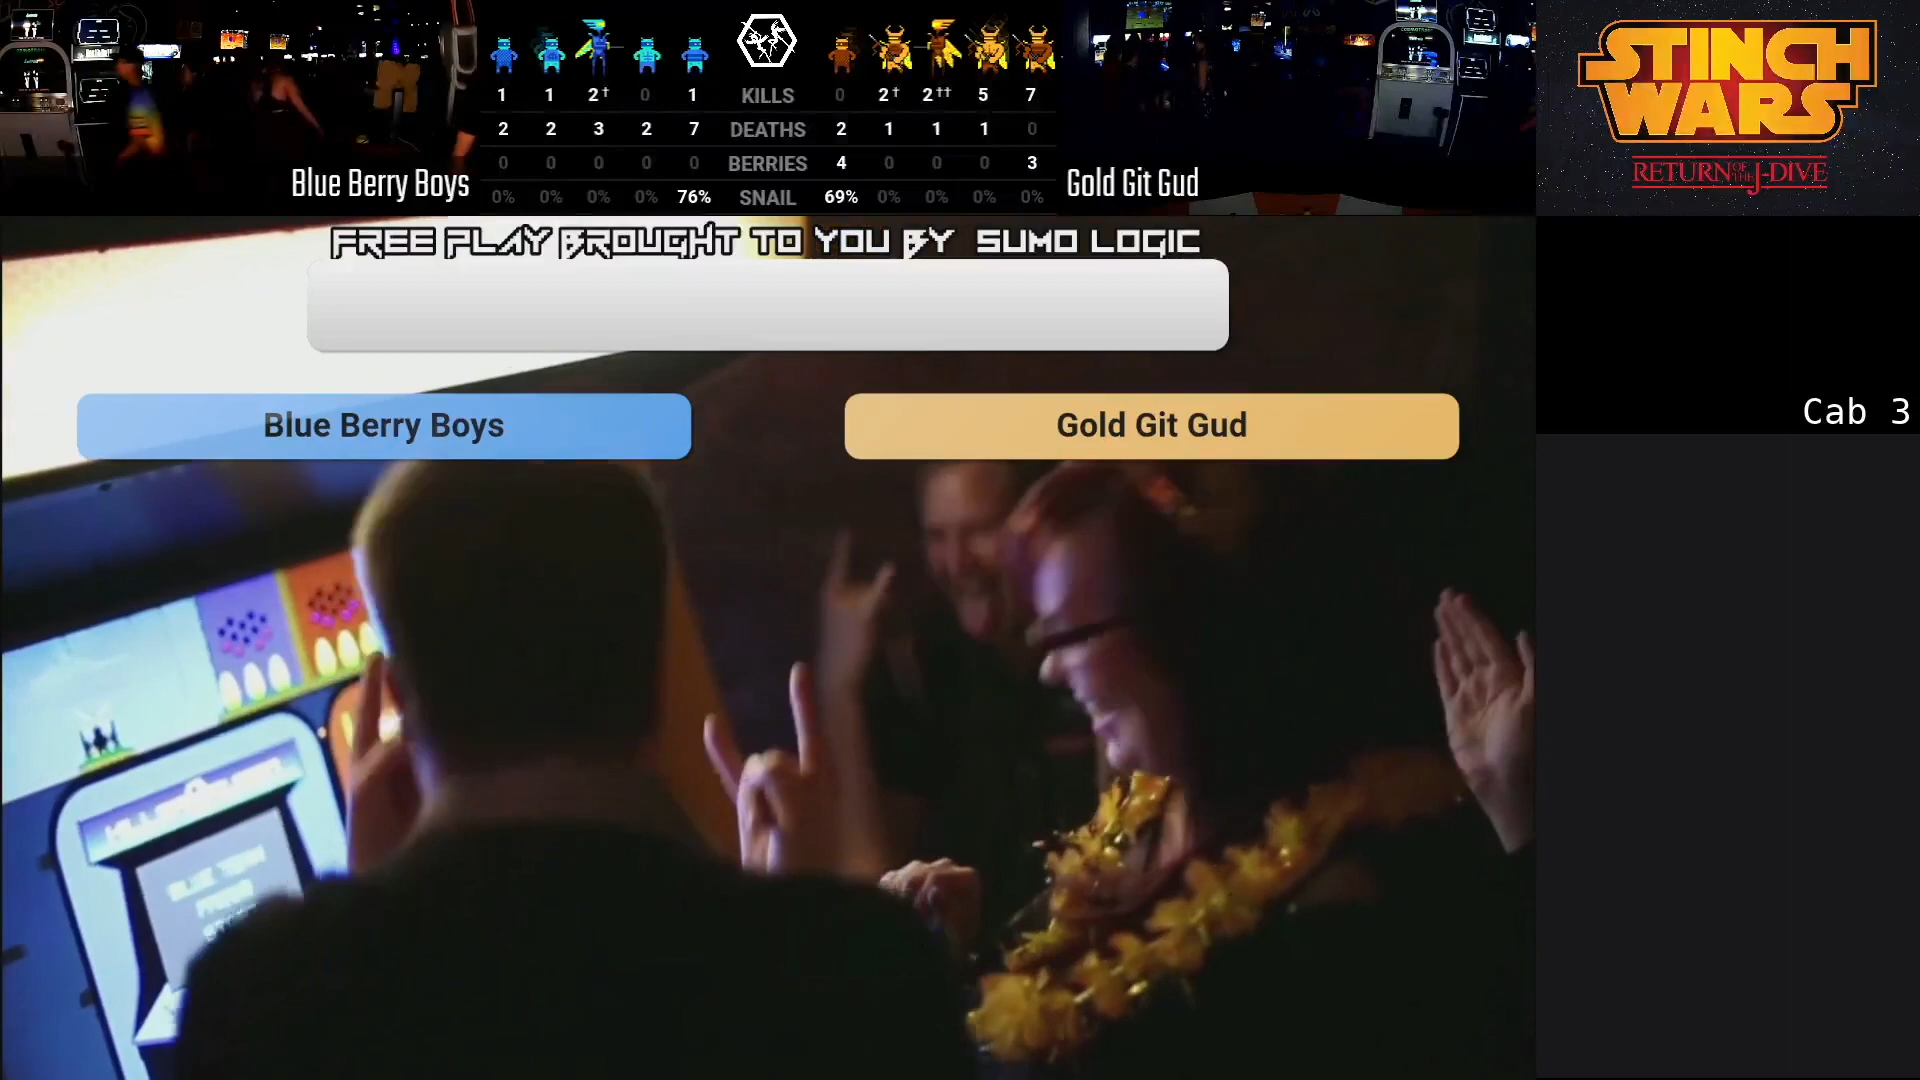 1 1 2† 0 1 KILLS 0 2† 2†† 5 7
2 2 3 2 7 DEATHS 2 1 1 1 0
0 0 0 0 0 BERRIES 4 0 0 0 3
0% 0% 0% 0% 76% SNAIL 69% 0% 0% 0% 0%
Blue Berry Boys
Gold Git Gud
STINCH
WARS
RETURN OF THE J-DIVE
FREE PLAY BROUGHT TO YOU BY SUMO LOGIC
Cab 3
Blue Berry Boys
Gold Git Gud